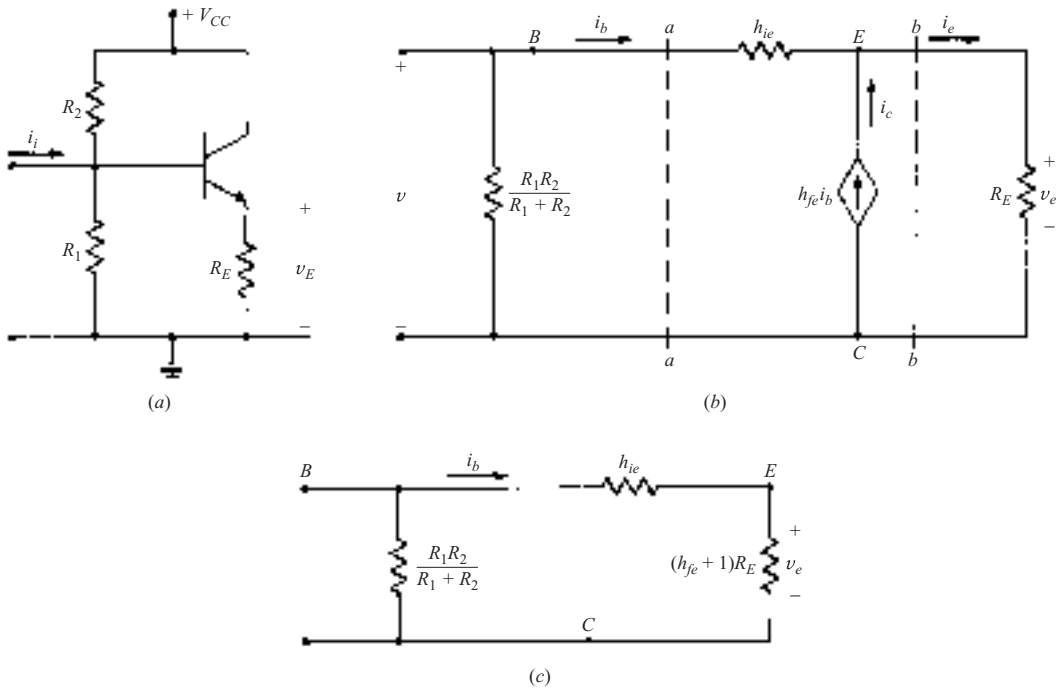 + V_CC
R_2
i_i
R_1
R_E
+
v_E
−
(a)
+
v
−
B
i_b
a
h_ie
E
b
i_e
i_c
R_1R_2
R_1 + R_2
h_fe i_b
R_E
+
v_e
−
a
C
b
(b)
B
i_b
h_ie
E
R_1R_2
R_1 + R_2
(h_fe + 1)R_E
+
v_e
−
C
(c)